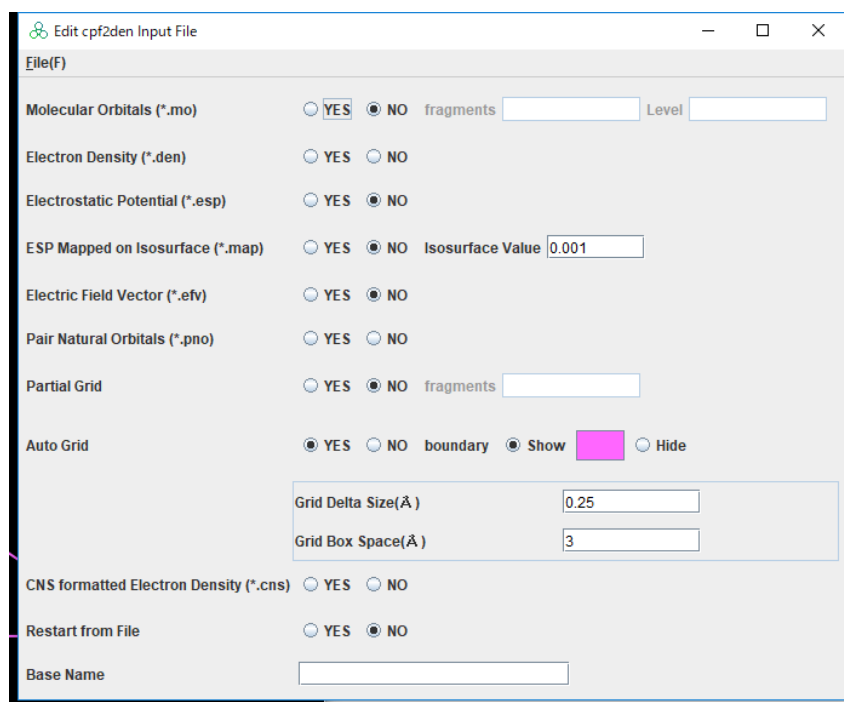 Edit cpf2den Input File
File(F)
Molecular Orbitals (*.mo) YES NO fragments Level
Electron Density (*.den) YES NO
Electrostatic Potential (*.esp) YES NO
ESP Mapped on Isosurface (*.map) YES NO Isosurface Value 0.001
Electric Field Vector (*.efv) YES NO
Pair Natural Orbitals (*.pno) YES NO
Partial Grid YES NO fragments
Auto Grid YES NO boundary Show Hide
Grid Delta Size(Å) 0.25
Grid Box Space(Å) 3
CNS formatted Electron Density (*.cns) YES NO
Restart from File YES NO
Base Name